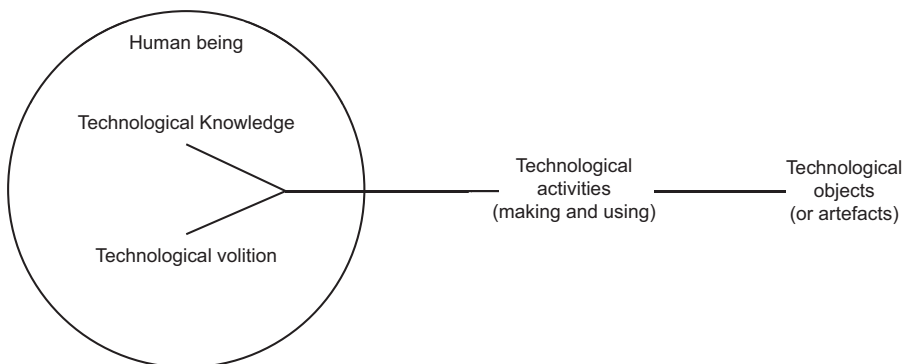 Human being
Technological Knowledge
Technological volition
Technological
activities
(making and using)
Technological
objects
(or artefacts)